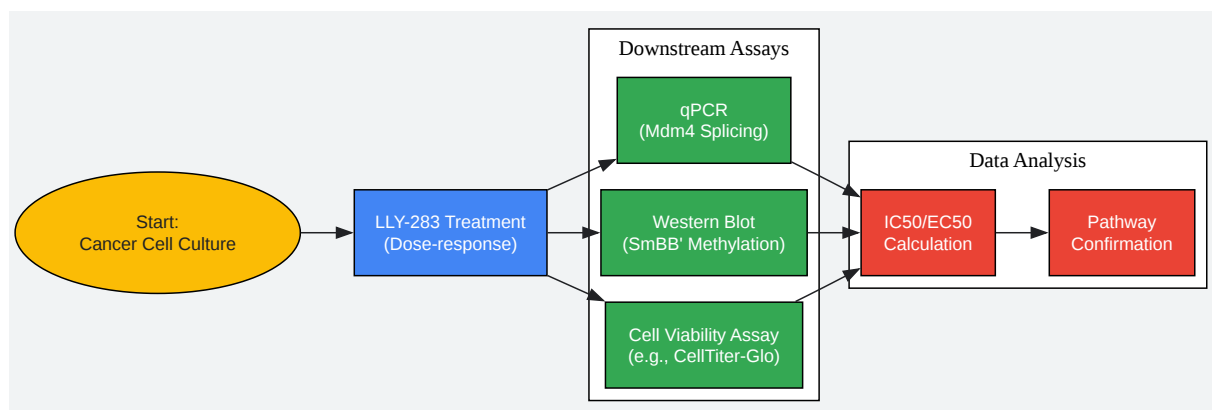 Start:
Cancer Cell Culture
LLY-283 Treatment
(Dose-response)
Downstream Assays
qPCR
(Mdm4 Splicing)
Western Blot
(SmBB' Methylation)
Cell Viability Assay
(e.g., CellTiter-Glo)
Data Analysis
IC50/EC50
Calculation
Pathway
Confirmation